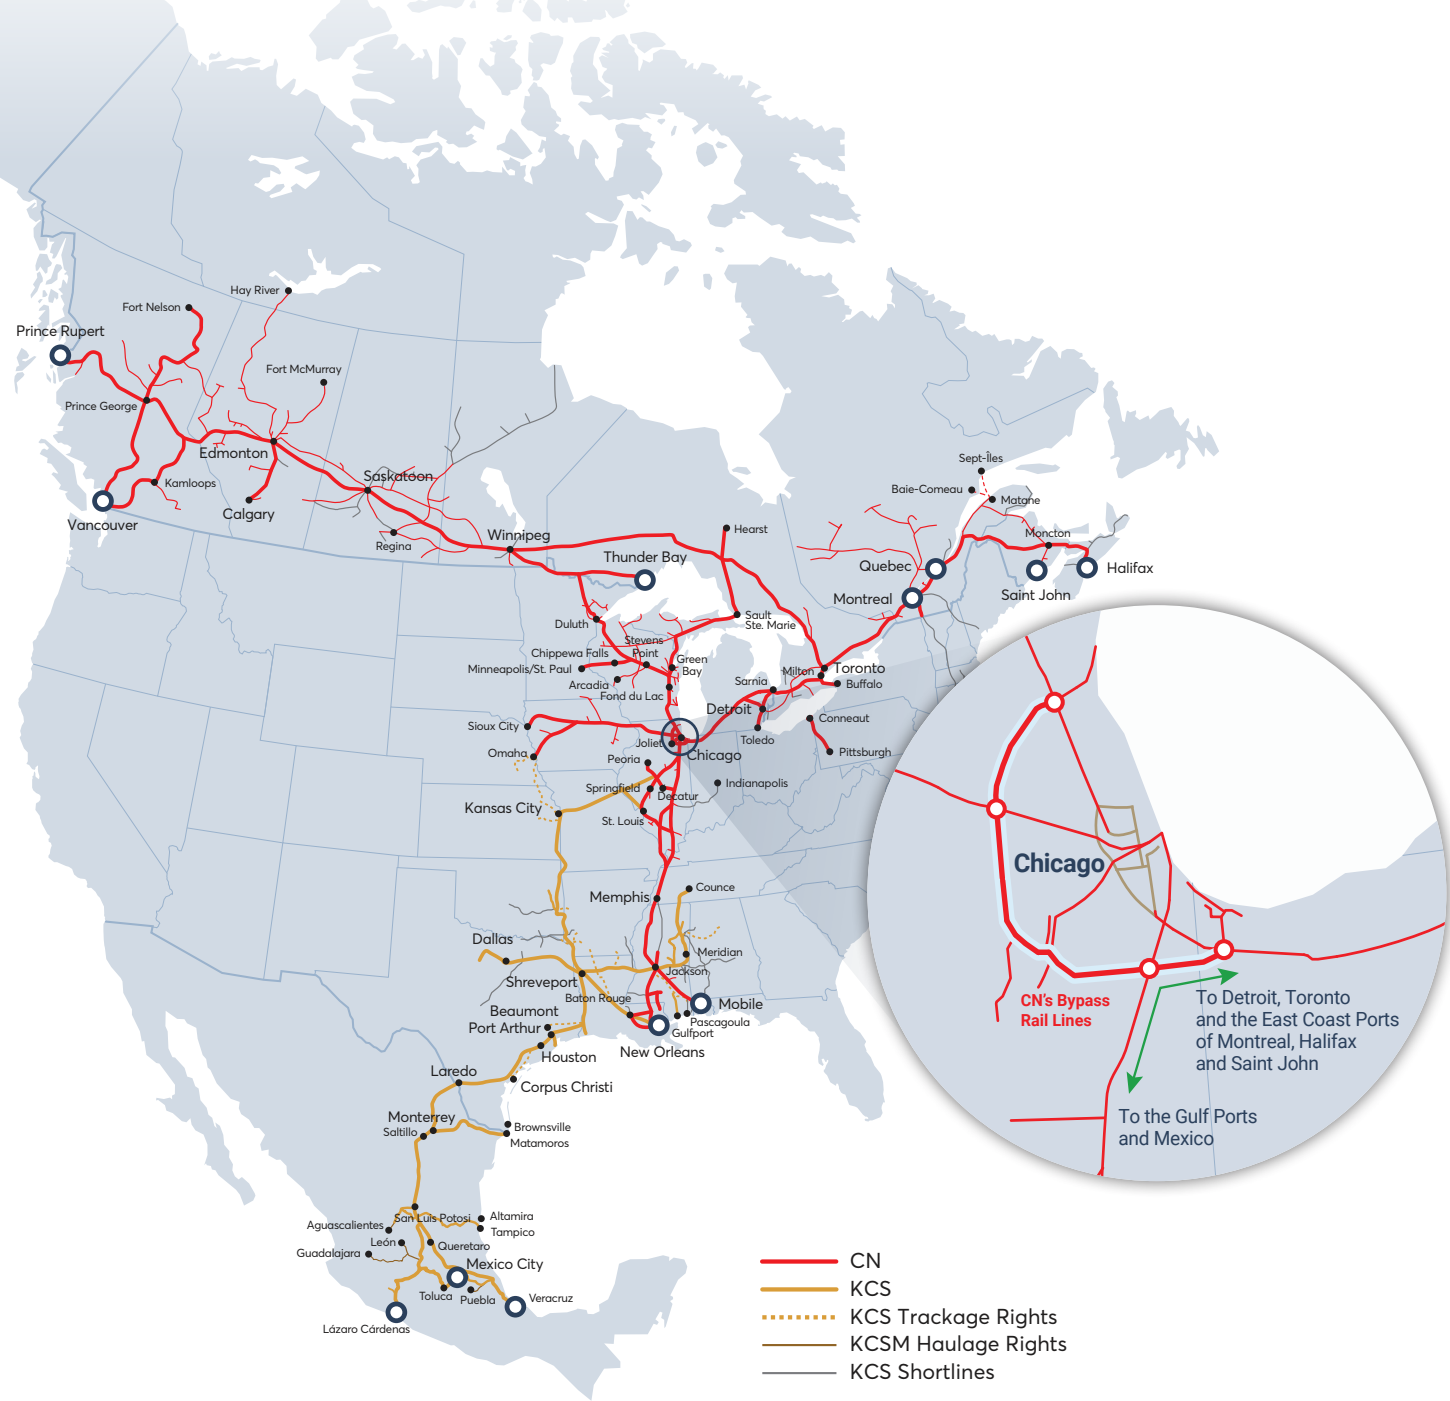 Hay River
Fort Nelson
Prince Rupert
Fort McMurray
Prince George
Edmonton
Kamloops
Saskatoon
Calgary
Vancouver
Regina
Winnipeg
Thunder Bay
Hearst
Sept-Îles
Baie-Comeau
Matane
Moncton
Quebec
Halifax
Saint John
Montreal
Duluth
Sault
Ste. Marie
Stevens
Point
Chippewa Falls
Green
Bay
Minneapolis/St. Paul
Arcadia
Fond du Lac
Milton
Toronto
Sarnia
Buffalo
Detroit
Conneaut
Toledo
Pittsburgh
Sioux City
Omaha
Joliet
Chicago
Peoria
Indianapolis
Springfield
Decatur
Kansas City
St. Louis
Memphis
Counce
Dallas
Meridian
Jackson
Shreveport
Baton Rouge
Mobile
Beaumont
Port Arthur
Pascagoula
Gulfport
New Orleans
Houston
Laredo
Corpus Christi
Monterrey
Saltillo
Brownsville
Matamoros
San Luis Potosi
Altamira
Aguascalientes
Tampico
León
Queretaro
Guadalajara
Mexico City
Toluca
Puebla
Veracruz
Lázaro Cárdenas
Chicago
CN's Bypass
Rail Lines
To Detroit, Toronto
and the East Coast Ports
of Montreal, Halifax
and Saint John
To the Gulf Ports
and Mexico
CN
KCS
KCS Trackage Rights
KCSM Haulage Rights
KCS Shortlines